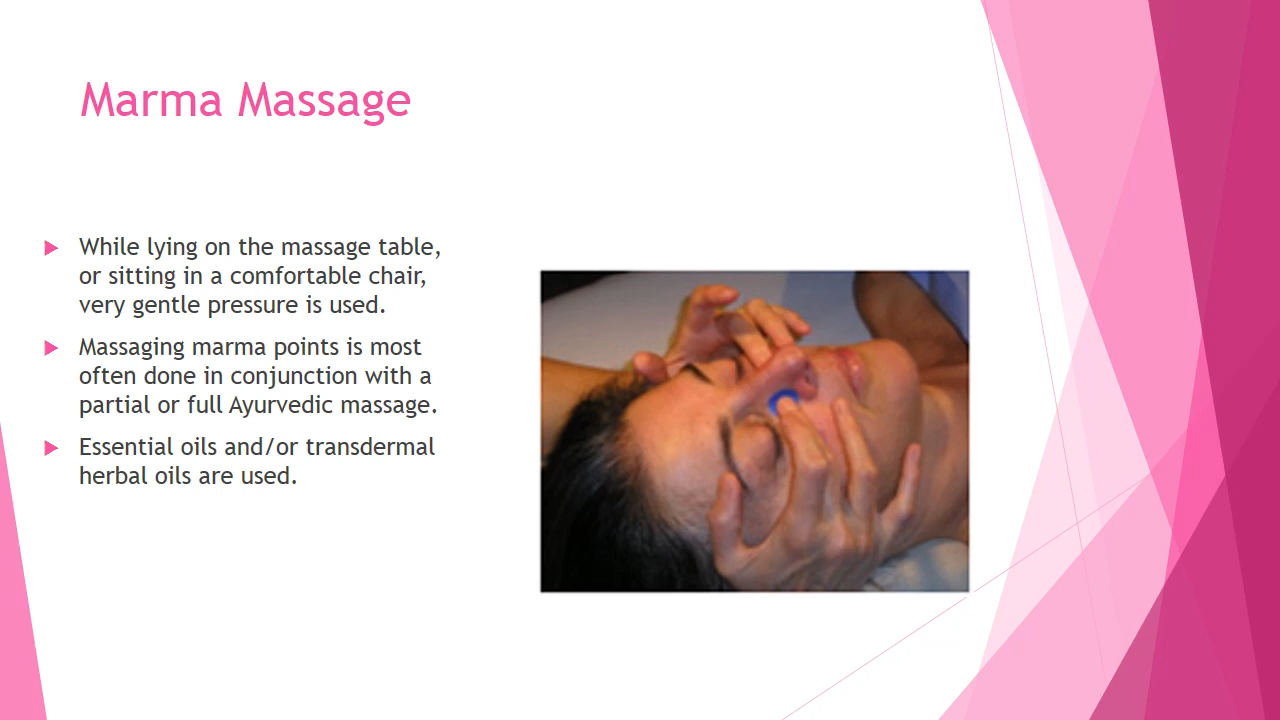 Marma Massage
While lying on the massage table,
or sitting in a comfortable chair,
very gentle pressure is used.
Massaging marma points is most
often done in conjunction with a
partial or full Ayurvedic massage.
Essential oils and/or transdermal
herbal oils are used.